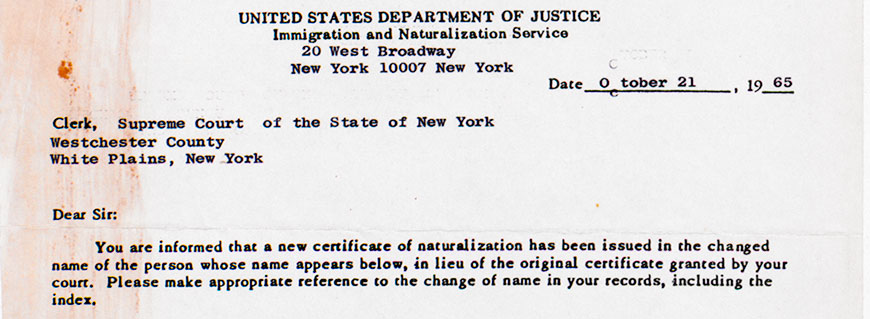 UNITED STATES DEPARTMENT OF JUSTICE
Immigration and Naturalization Service
20 West Broadway
New York 10007 New York
Date October 21, 1965
Clerk, Supreme Court of the State of New York
Westchester County
White Plains, New York
Dear Sir:
You are informed that a new certificate of naturalization has been issued in the changed
name of the person whose name appears below, in lieu of the original certificate granted by your
court. Please make appropriate reference to the change of name in your records, including the
index.